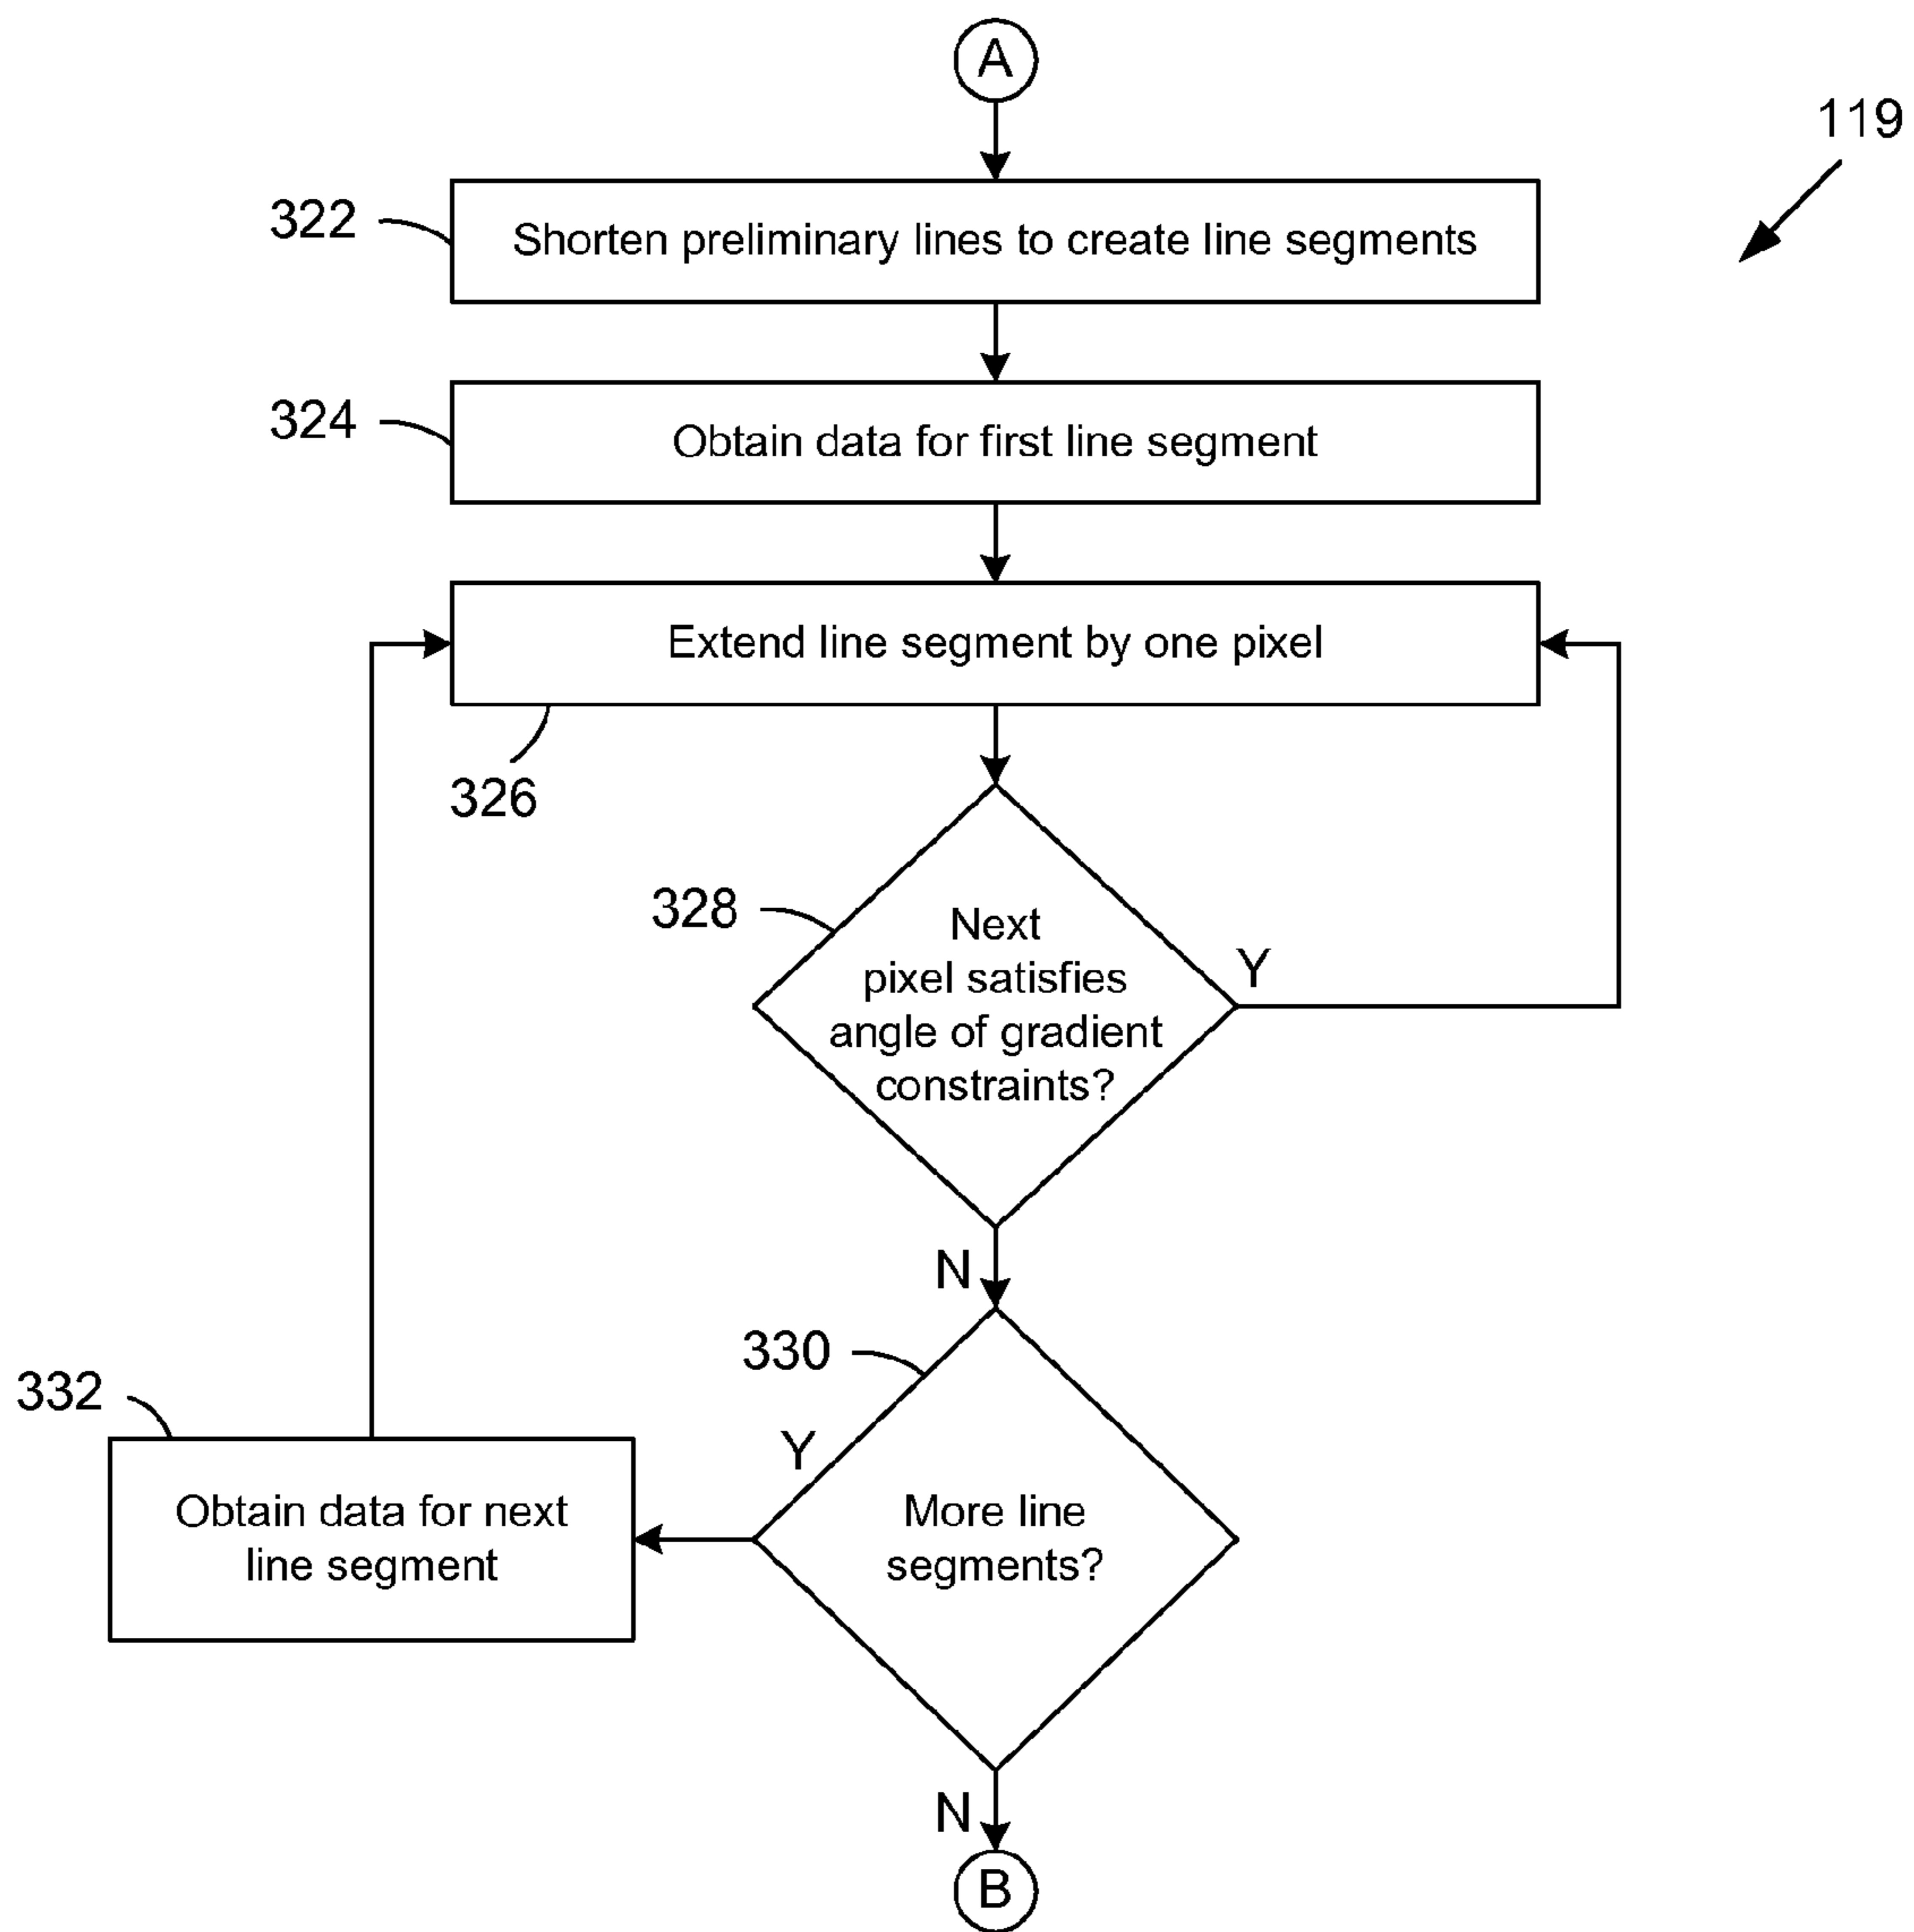 A
119
322
Shorten preliminary lines to create line segments
324
Obtain data for first line segment
Extend line segment by one pixel
326
328
Next
pixel satisfies
angle of gradient
constraints?
Y
N
330
332
Y
Obtain data for next
line segment
More line
segments?
N
B